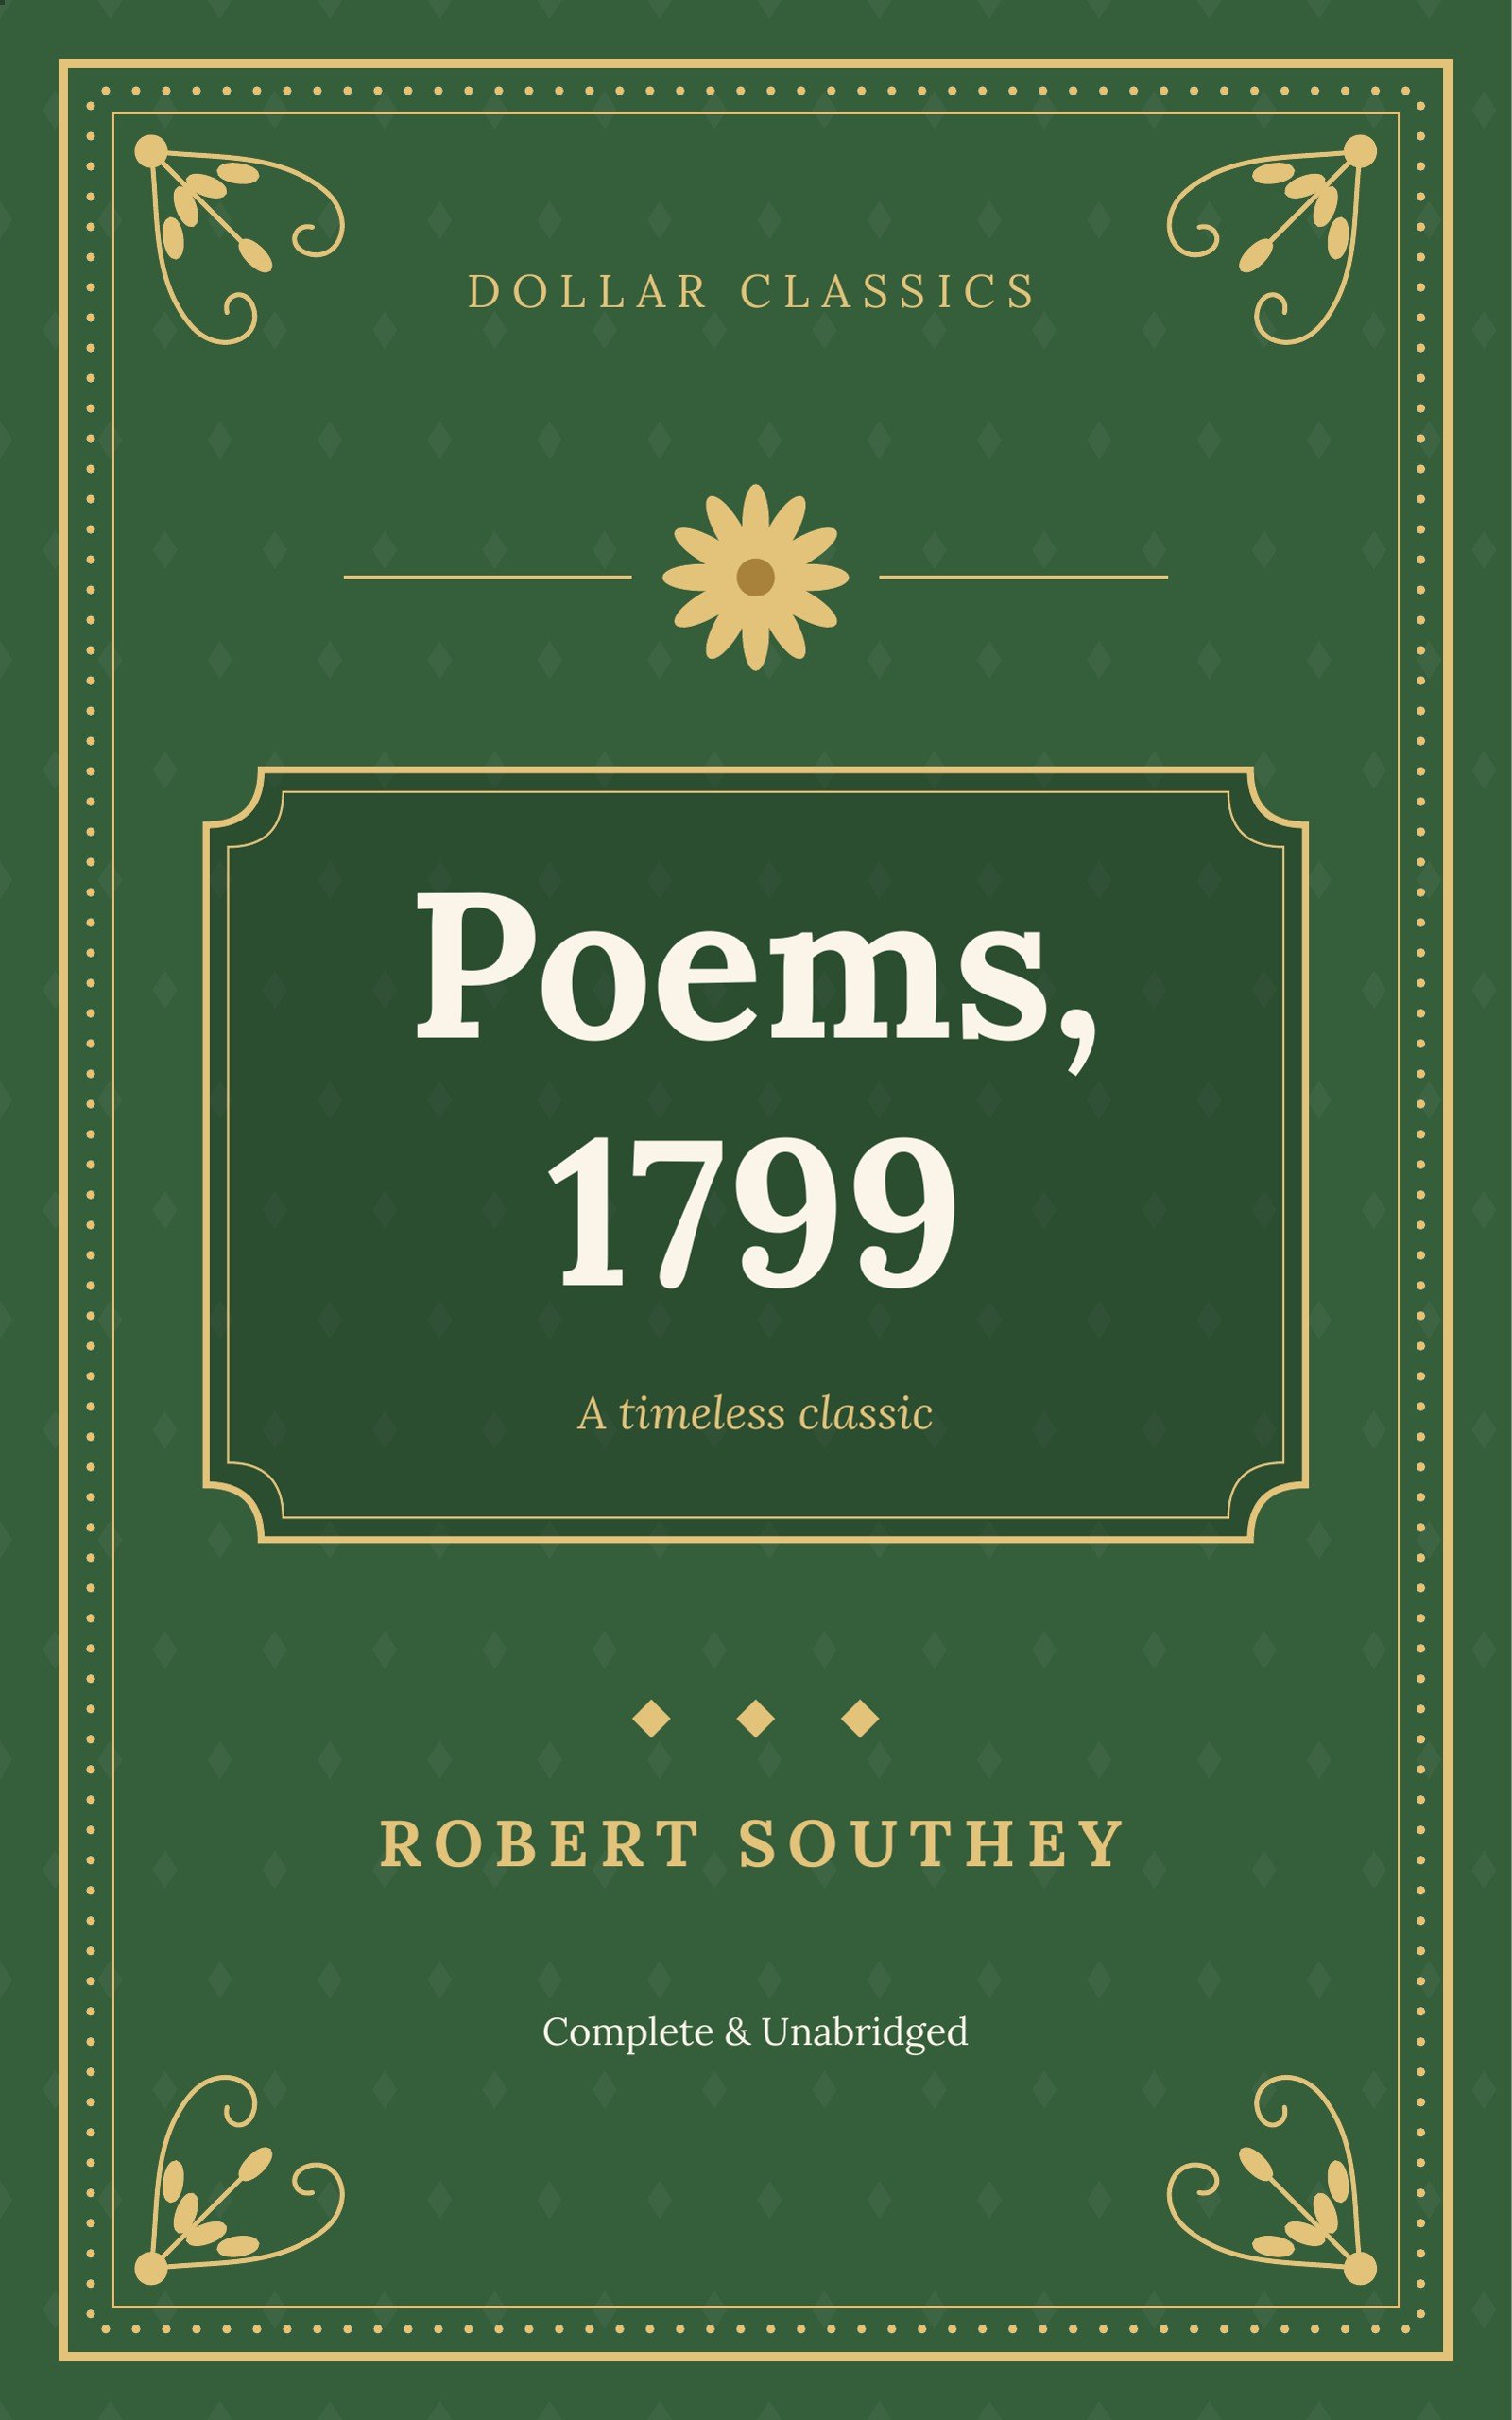 DOLLAR CLASSICS
Poems,
1799
A timeless classic
ROBERT SOUTHEY
Complete & Unabridged